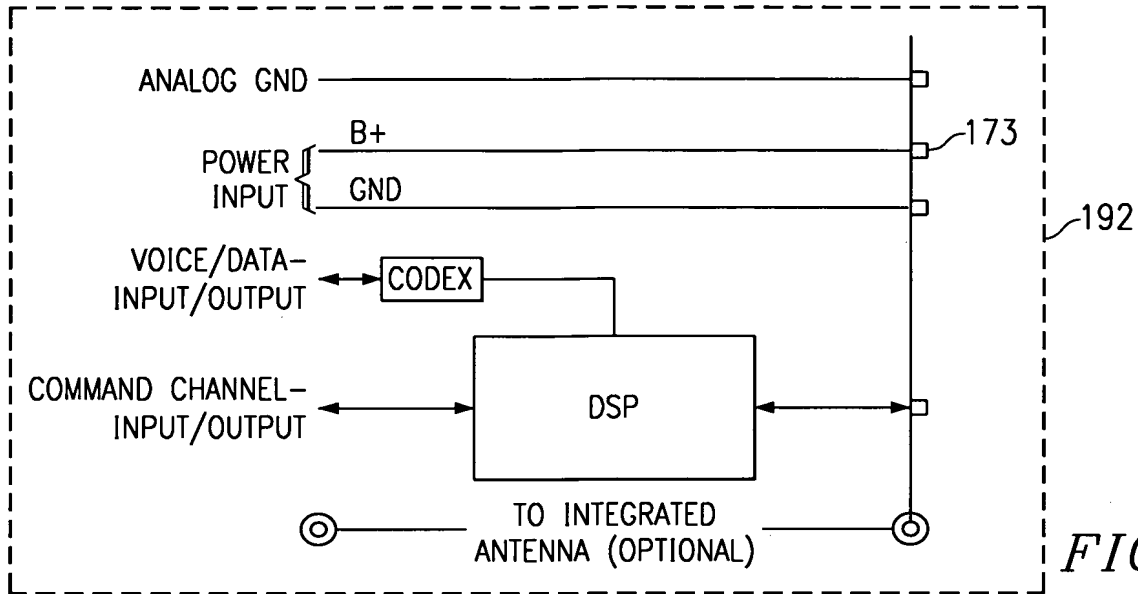 ANALOG GND
B+
173
POWER
INPUT
GND
192
VOICE/DATA-
INPUT/OUTPUT
CODEX
COMMAND CHANNEL-
INPUT/OUTPUT
DSP
TO INTEGRATED
ANTENNA (OPTIONAL)